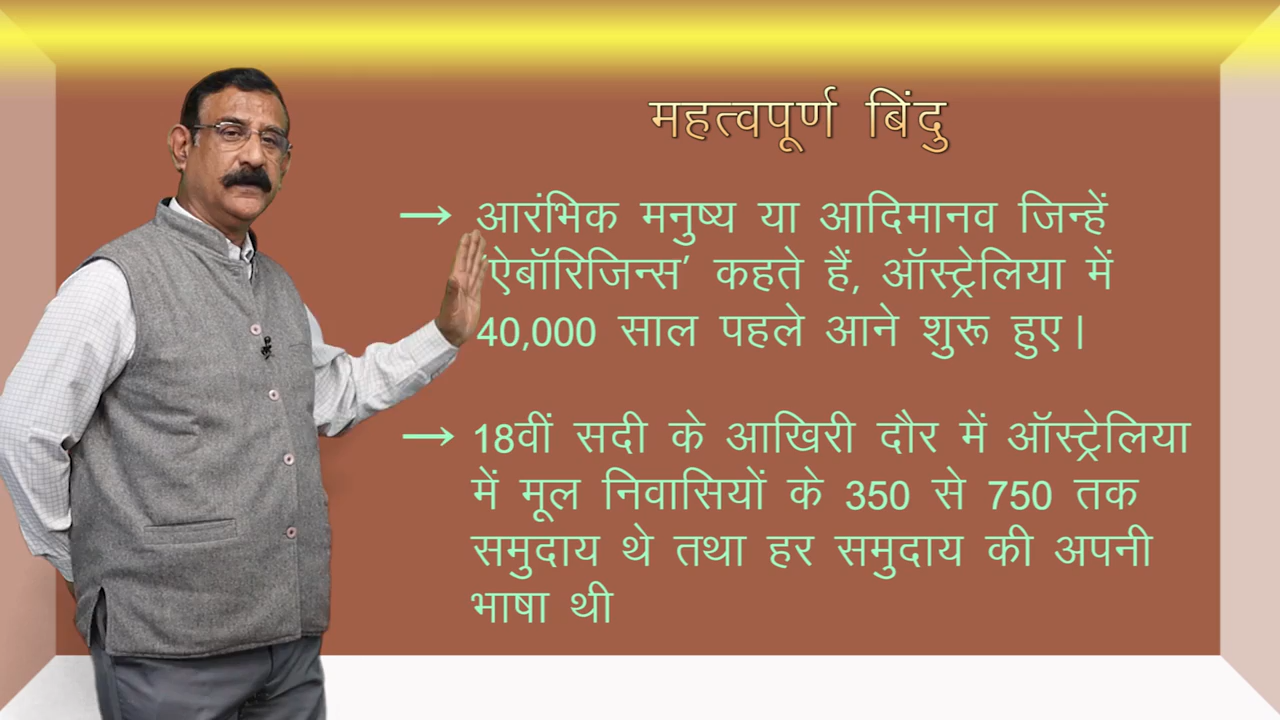 महत्वपूर्ण बिंदु
→ आरंभिक मनुष्य या आदिमानव जिन्हें
'ऐबॉरिजिन्स' कहते हैं, ऑस्ट्रेलिया में
40,000 साल पहले आने शुरू हुए।
→ 18वीं सदी के आखिरी दौर में ऑस्ट्रेलिया
में मूल निवासियों के 350 से 750 तक
समुदाय थे तथा हर समुदाय की अपनी
भाषा थी